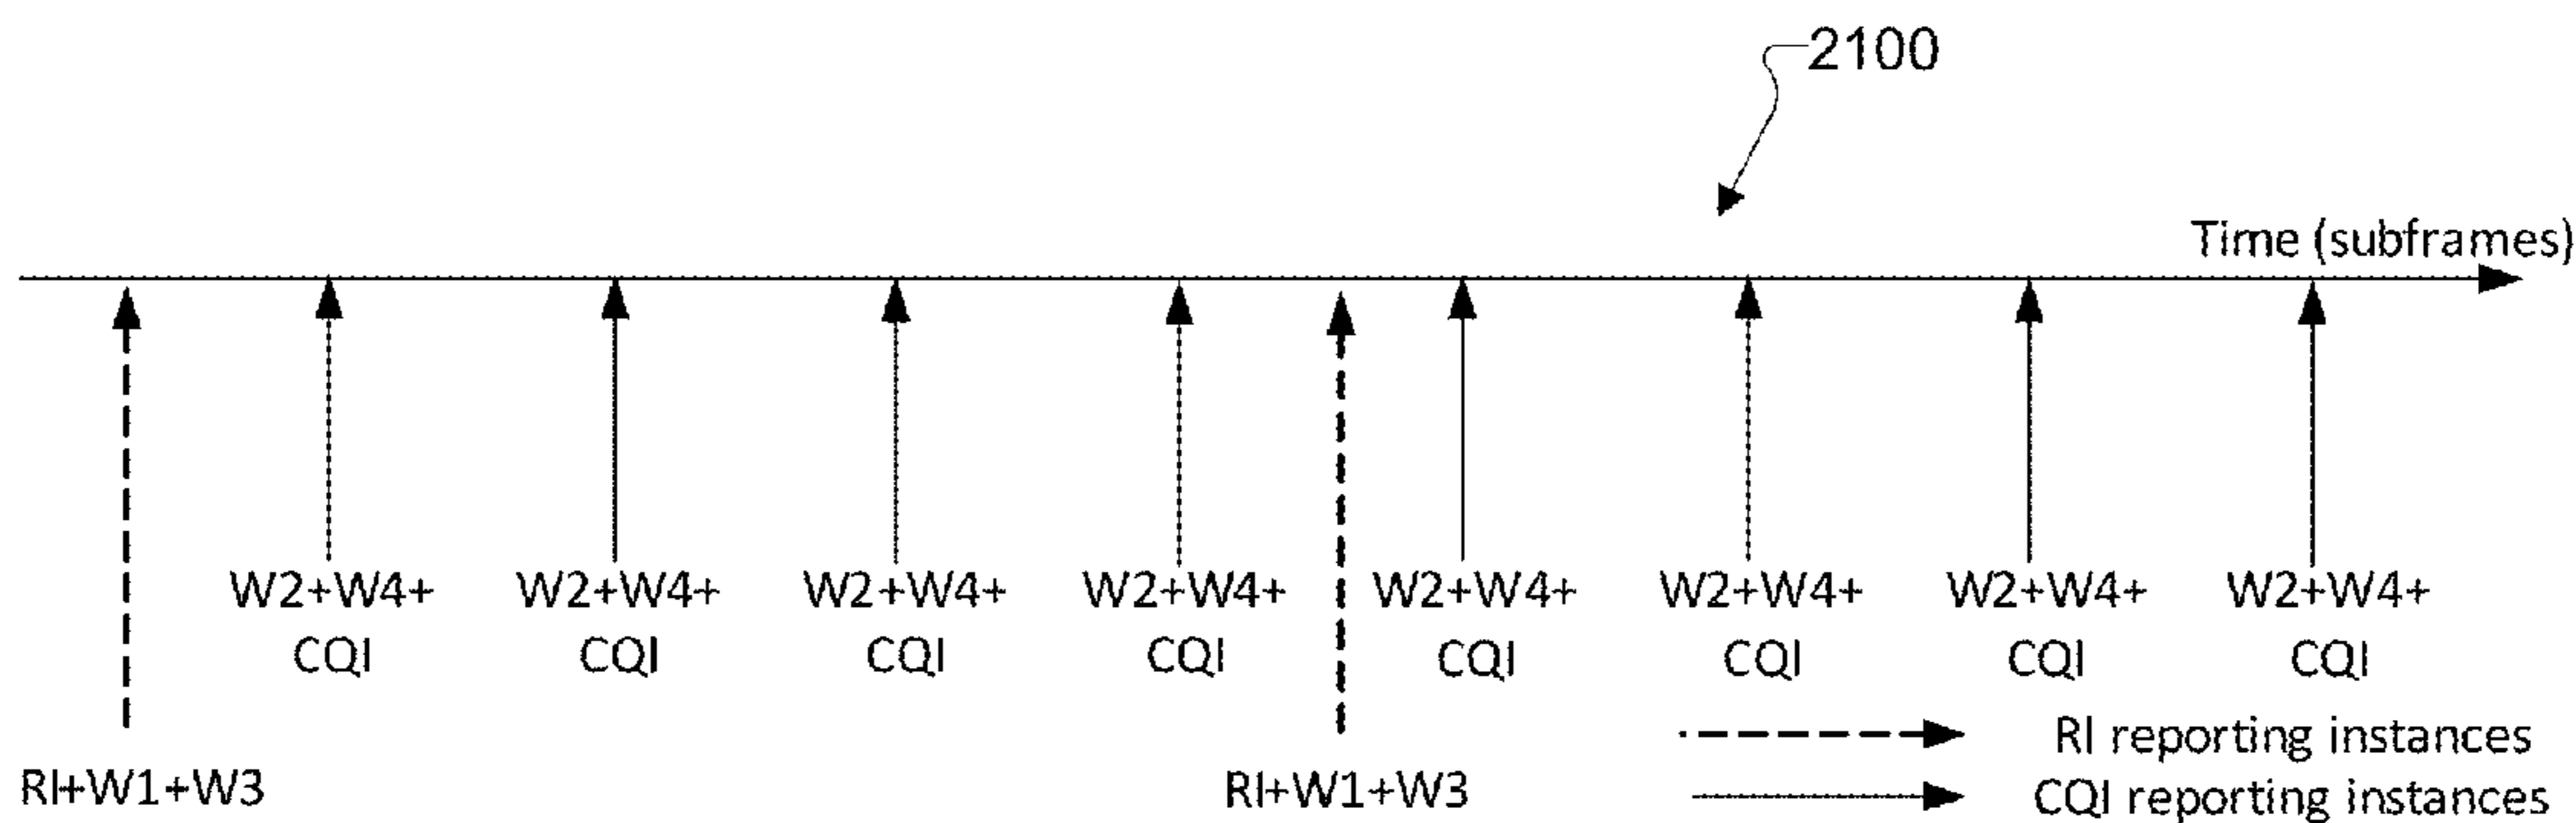 2100
Time (subframes)
W2+W4+ W2+W4+ W2+W4+ W2+W4+ W2+W4+ W2+W4+ W2+W4+ W2+W4+
CQI CQI CQI CQI CQI CQI CQI CQI
RI reporting instances
RI+W1+W3 RI+W1+W3 CQI reporting instances